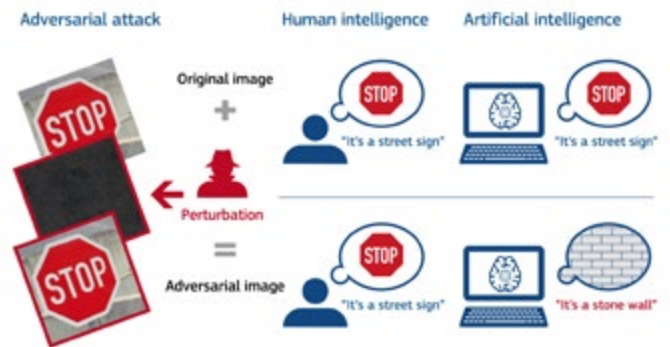 Adversarial attack
Human intelligence
Artificial intelligence
Original image
+
STOP
STOP
STOP
"It's a street sign"
"It's a street sign"
Perturbation
=
Adversarial image
STOP
STOP
"It's a street sign"
"It's a stone wall"